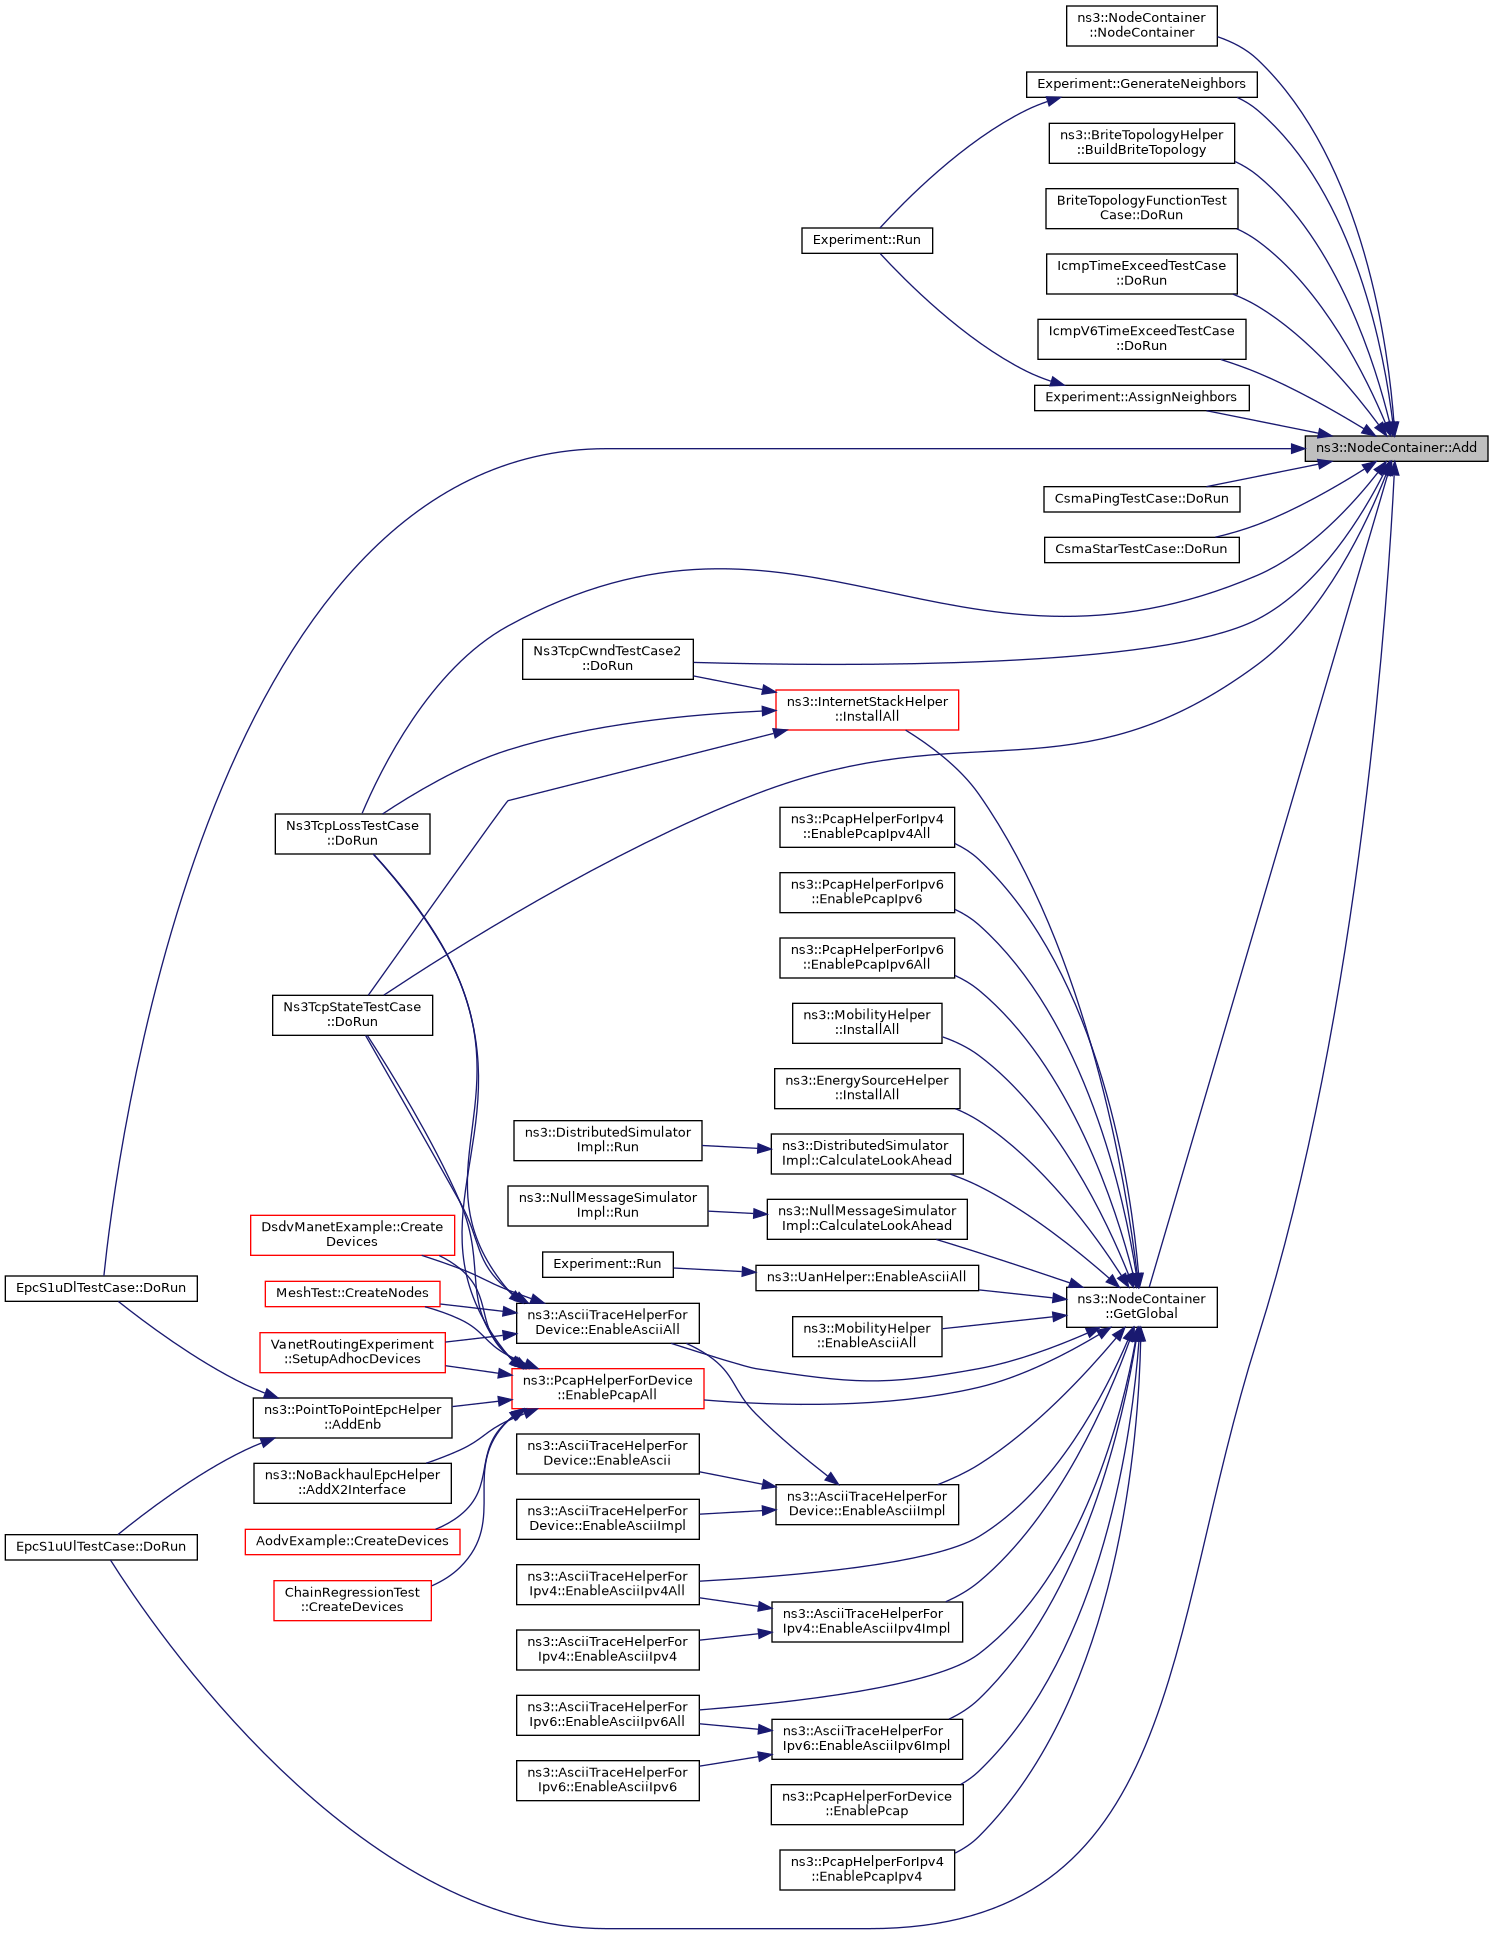 ns3::NodeContainer
::NodeContainer
Experiment::GenerateNeighbors
ns3::BriteTopologyHelper
::BuildBriteTopology
BriteTopologyFunctionTest
Case::DoRun
Experiment::Run
IcmpTimeExceedTestCase
::DoRun
IcmpV6TimeExceedTestCase
::DoRun
Experiment::AssignNeighbors
ns3::NodeContainer::Add
CsmaPingTestCase::DoRun
CsmaStarTestCase::DoRun
Ns3TcpCwndTestCase2
::DoRun
ns3::InternetStackHelper
::InstallAll
Ns3TcpLossTestCase
::DoRun
ns3::PcapHelperForIpv4
::EnablePcapIpv4All
ns3::PcapHelperForIpv6
::EnablePcapIpv6
ns3::PcapHelperForIpv6
::EnablePcapIpv6All
Ns3TcpStateTestCase
::DoRun
ns3::MobilityHelper
::InstallAll
ns3::EnergySourceHelper
::InstallAll
ns3::DistributedSimulator
Impl::Run
ns3::DistributedSimulator
Impl::CalculateLookAhead
ns3::NullMessageSimulator
Impl::Run
ns3::NullMessageSimulator
Impl::CalculateLookAhead
DsdvManetExample::Create
Devices
Experiment::Run
ns3::UanHelper::EnableAsciiAll
EpcS1uDlTestCase::DoRun
MeshTest::CreateNodes
ns3::NodeContainer
::GetGlobal
ns3::AsciiTraceHelperFor
Device::EnableAsciiAll
ns3::MobilityHelper
::EnableAsciiAll
VanetRoutingExperiment
::SetupAdhocDevices
ns3::PcapHelperForDevice
::EnablePcapAll
ns3::PointToPointEpcHelper
::AddEnb
ns3::AsciiTraceHelperFor
Device::EnableAscii
ns3::NoBackhaulEpcHelper
::AddX2Interface
ns3::AsciiTraceHelperFor
Device::EnableAsciiImpl
ns3::AsciiTraceHelperFor
Device::EnableAsciiImpl
AodvExample::CreateDevices
EpcS1uUlTestCase::DoRun
ns3::AsciiTraceHelperFor
Ipv4::EnableAsciiIpv4All
ChainRegressionTest
::CreateDevices
ns3::AsciiTraceHelperFor
Ipv4::EnableAsciiIpv4Impl
ns3::AsciiTraceHelperFor
Ipv4::EnableAsciiIpv4
ns3::AsciiTraceHelperFor
Ipv6::EnableAsciiIpv6All
ns3::AsciiTraceHelperFor
Ipv6::EnableAsciiIpv6Impl
ns3::AsciiTraceHelperFor
Ipv6::EnableAsciiIpv6
ns3::PcapHelperForDevice
::EnablePcap
ns3::PcapHelperForIpv4
::EnablePcapIpv4